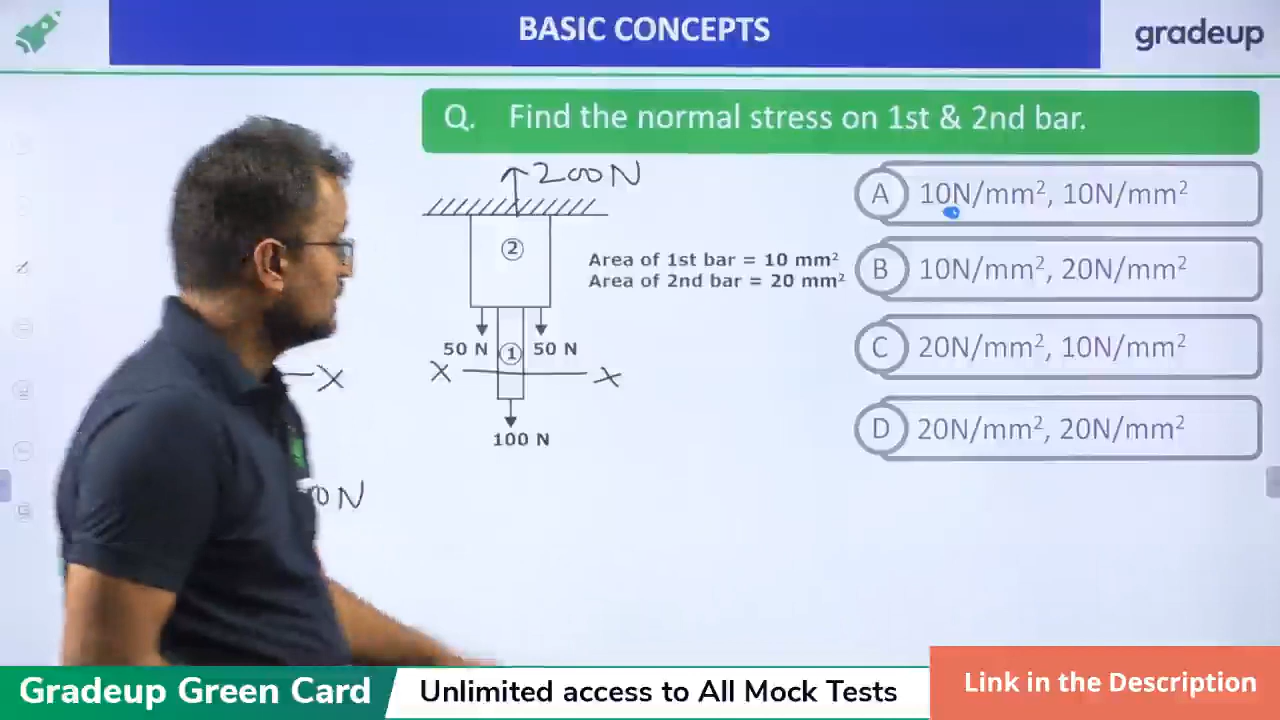 BASIC CONCEPTS
gradeup
Q. Find the normal stress on 1st & 2nd bar.
200N
A 10N/mm², 10N/mm²
②
Area of 1st bar = 10 mm²
Area of 2nd bar = 20 mm²
B 10N/mm², 20N/mm²
50 N ① 50 N
C 20N/mm², 10N/mm²
X X X
100 N
D 20N/mm², 20N/mm²
0N
Gradeup Green Card
Unlimited access to All Mock Tests
Link in the Description